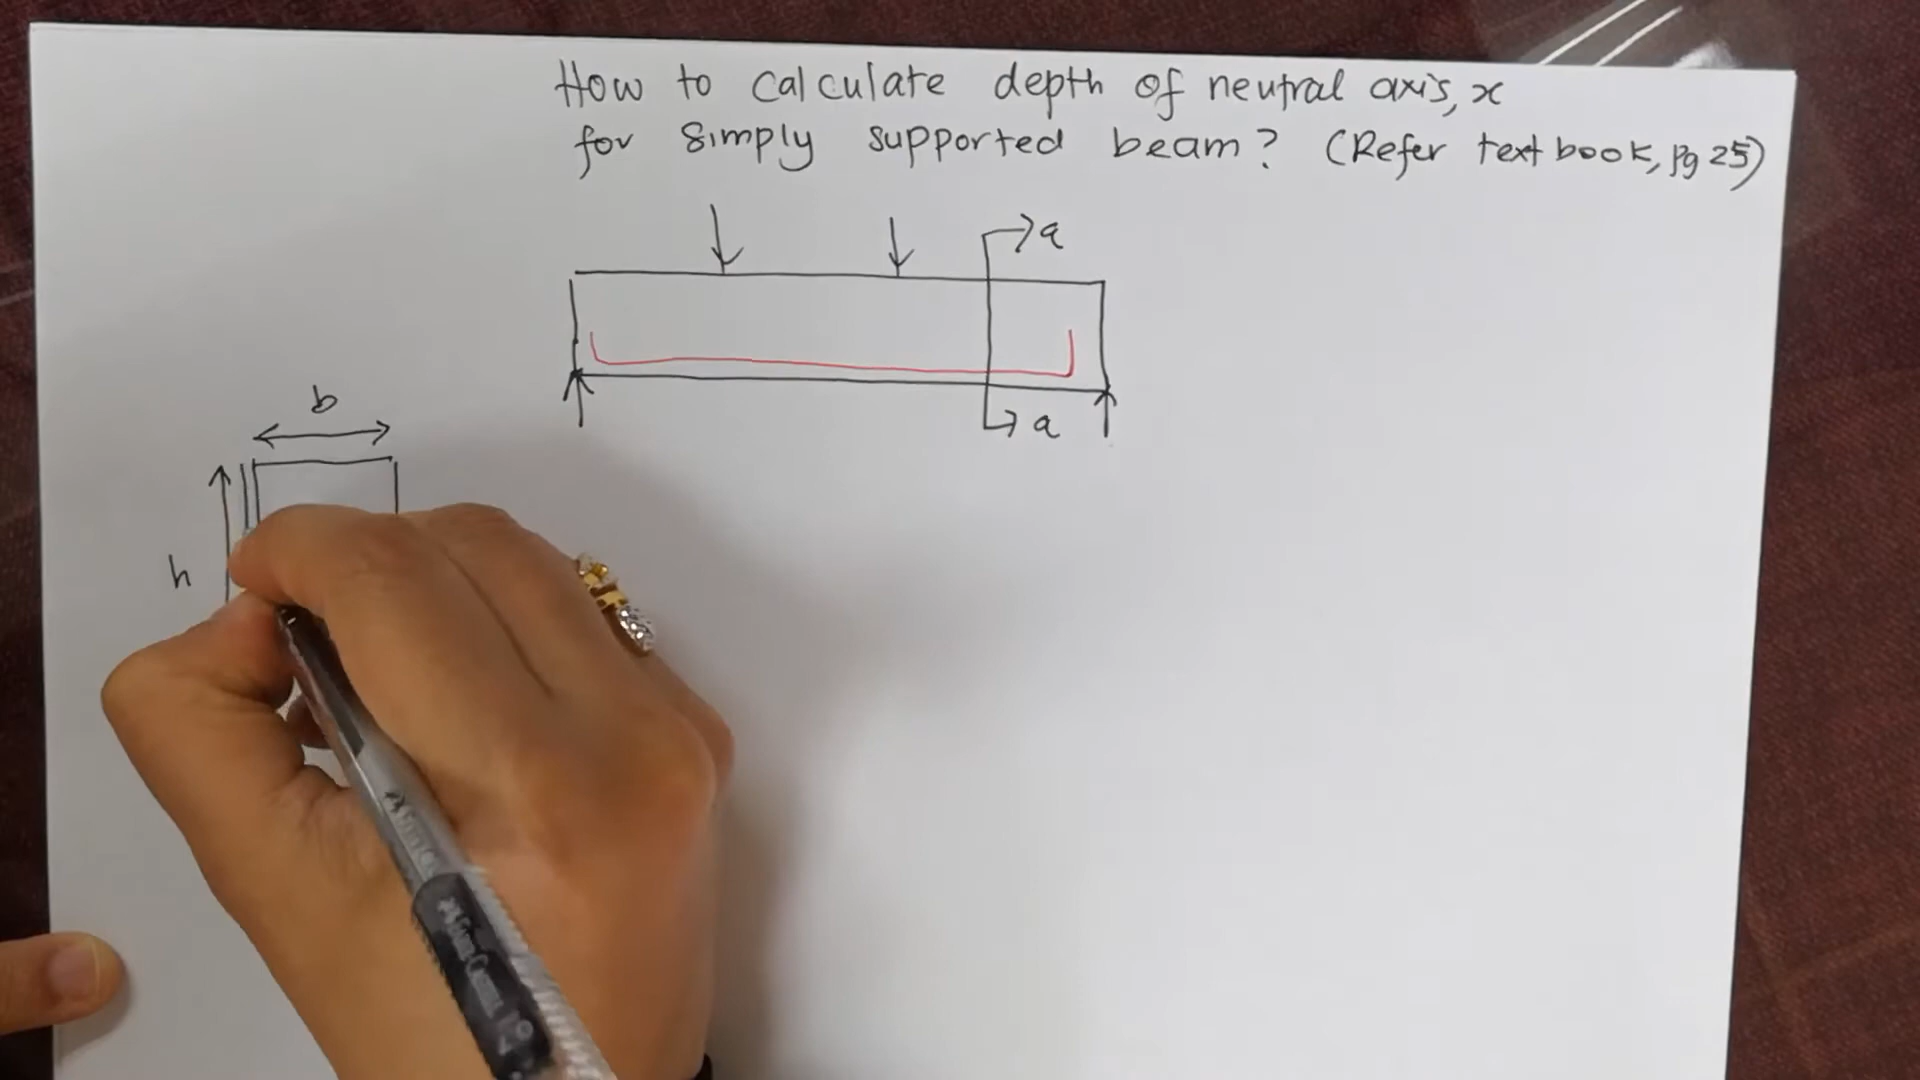 How to calculate depth of neutral axis, x
for simply supported beam? (Refer text book, pg 25)
a
a
b
h